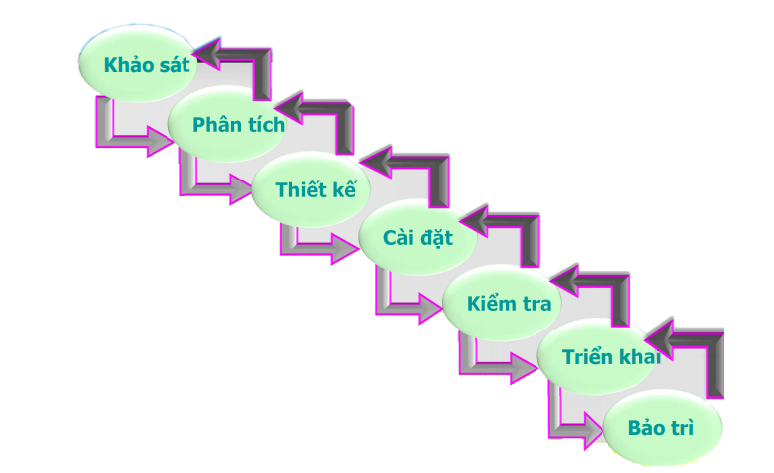 Khảo sát
Phân tích
Thiết kế
Cài đặt
Kiểm tra
Triển khai
Bảo trì